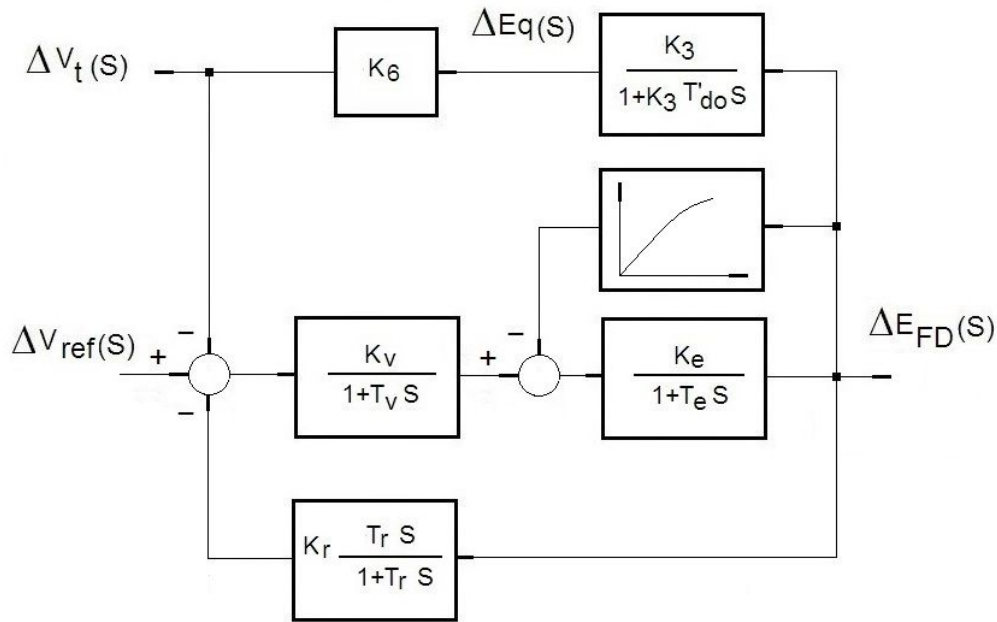 ΔEq(S)
ΔVt(S)
K6
K3
1+K3 T'do S
ΔVref(S)
+
−
−
Kv
1+Tv S
+
−
Ke
1+Te S
ΔEFD(S)
Kr
Tr S
1+Tr S